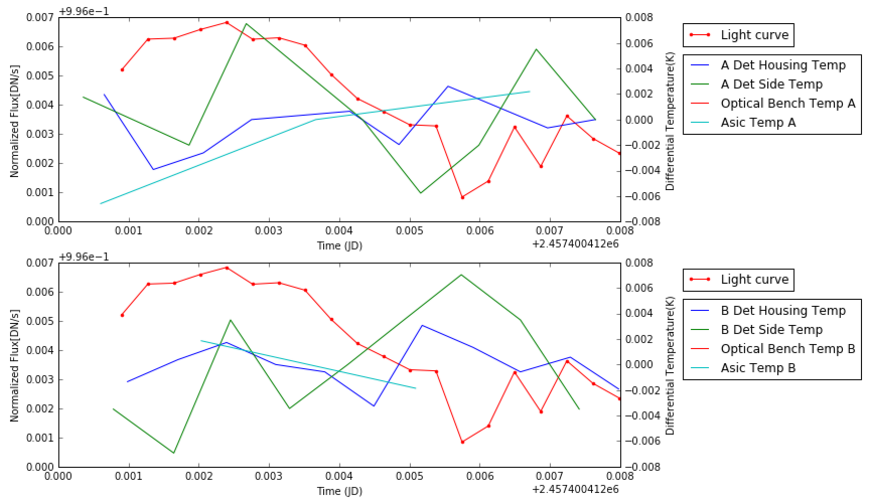 +9.96e−1
0.007
0.006
0.005
0.004
0.003
0.002
0.001
0.000
Normalized Flux[DN/s]
0.008
0.006
0.004
0.002
0.000
−0.002
−0.004
−0.006
−0.008
Differential Temperature(K)
0.000 0.001 0.002 0.003 0.004 0.005 0.006 0.007 0.008
Time (JD)
+2.457400412e6
Light curve
A Det Housing Temp
A Det Side Temp
Optical Bench Temp A
Asic Temp A
+9.96e−1
0.007
0.006
0.005
0.004
0.003
0.002
0.001
0.000
Normalized Flux[DN/s]
0.008
0.006
0.004
0.002
0.000
−0.002
−0.004
−0.006
−0.008
Differential Temperature(K)
0.000 0.001 0.002 0.003 0.004 0.005 0.006 0.007 0.008
Time (JD)
+2.457400412e6
Light curve
B Det Housing Temp
B Det Side Temp
Optical Bench Temp B
Asic Temp B